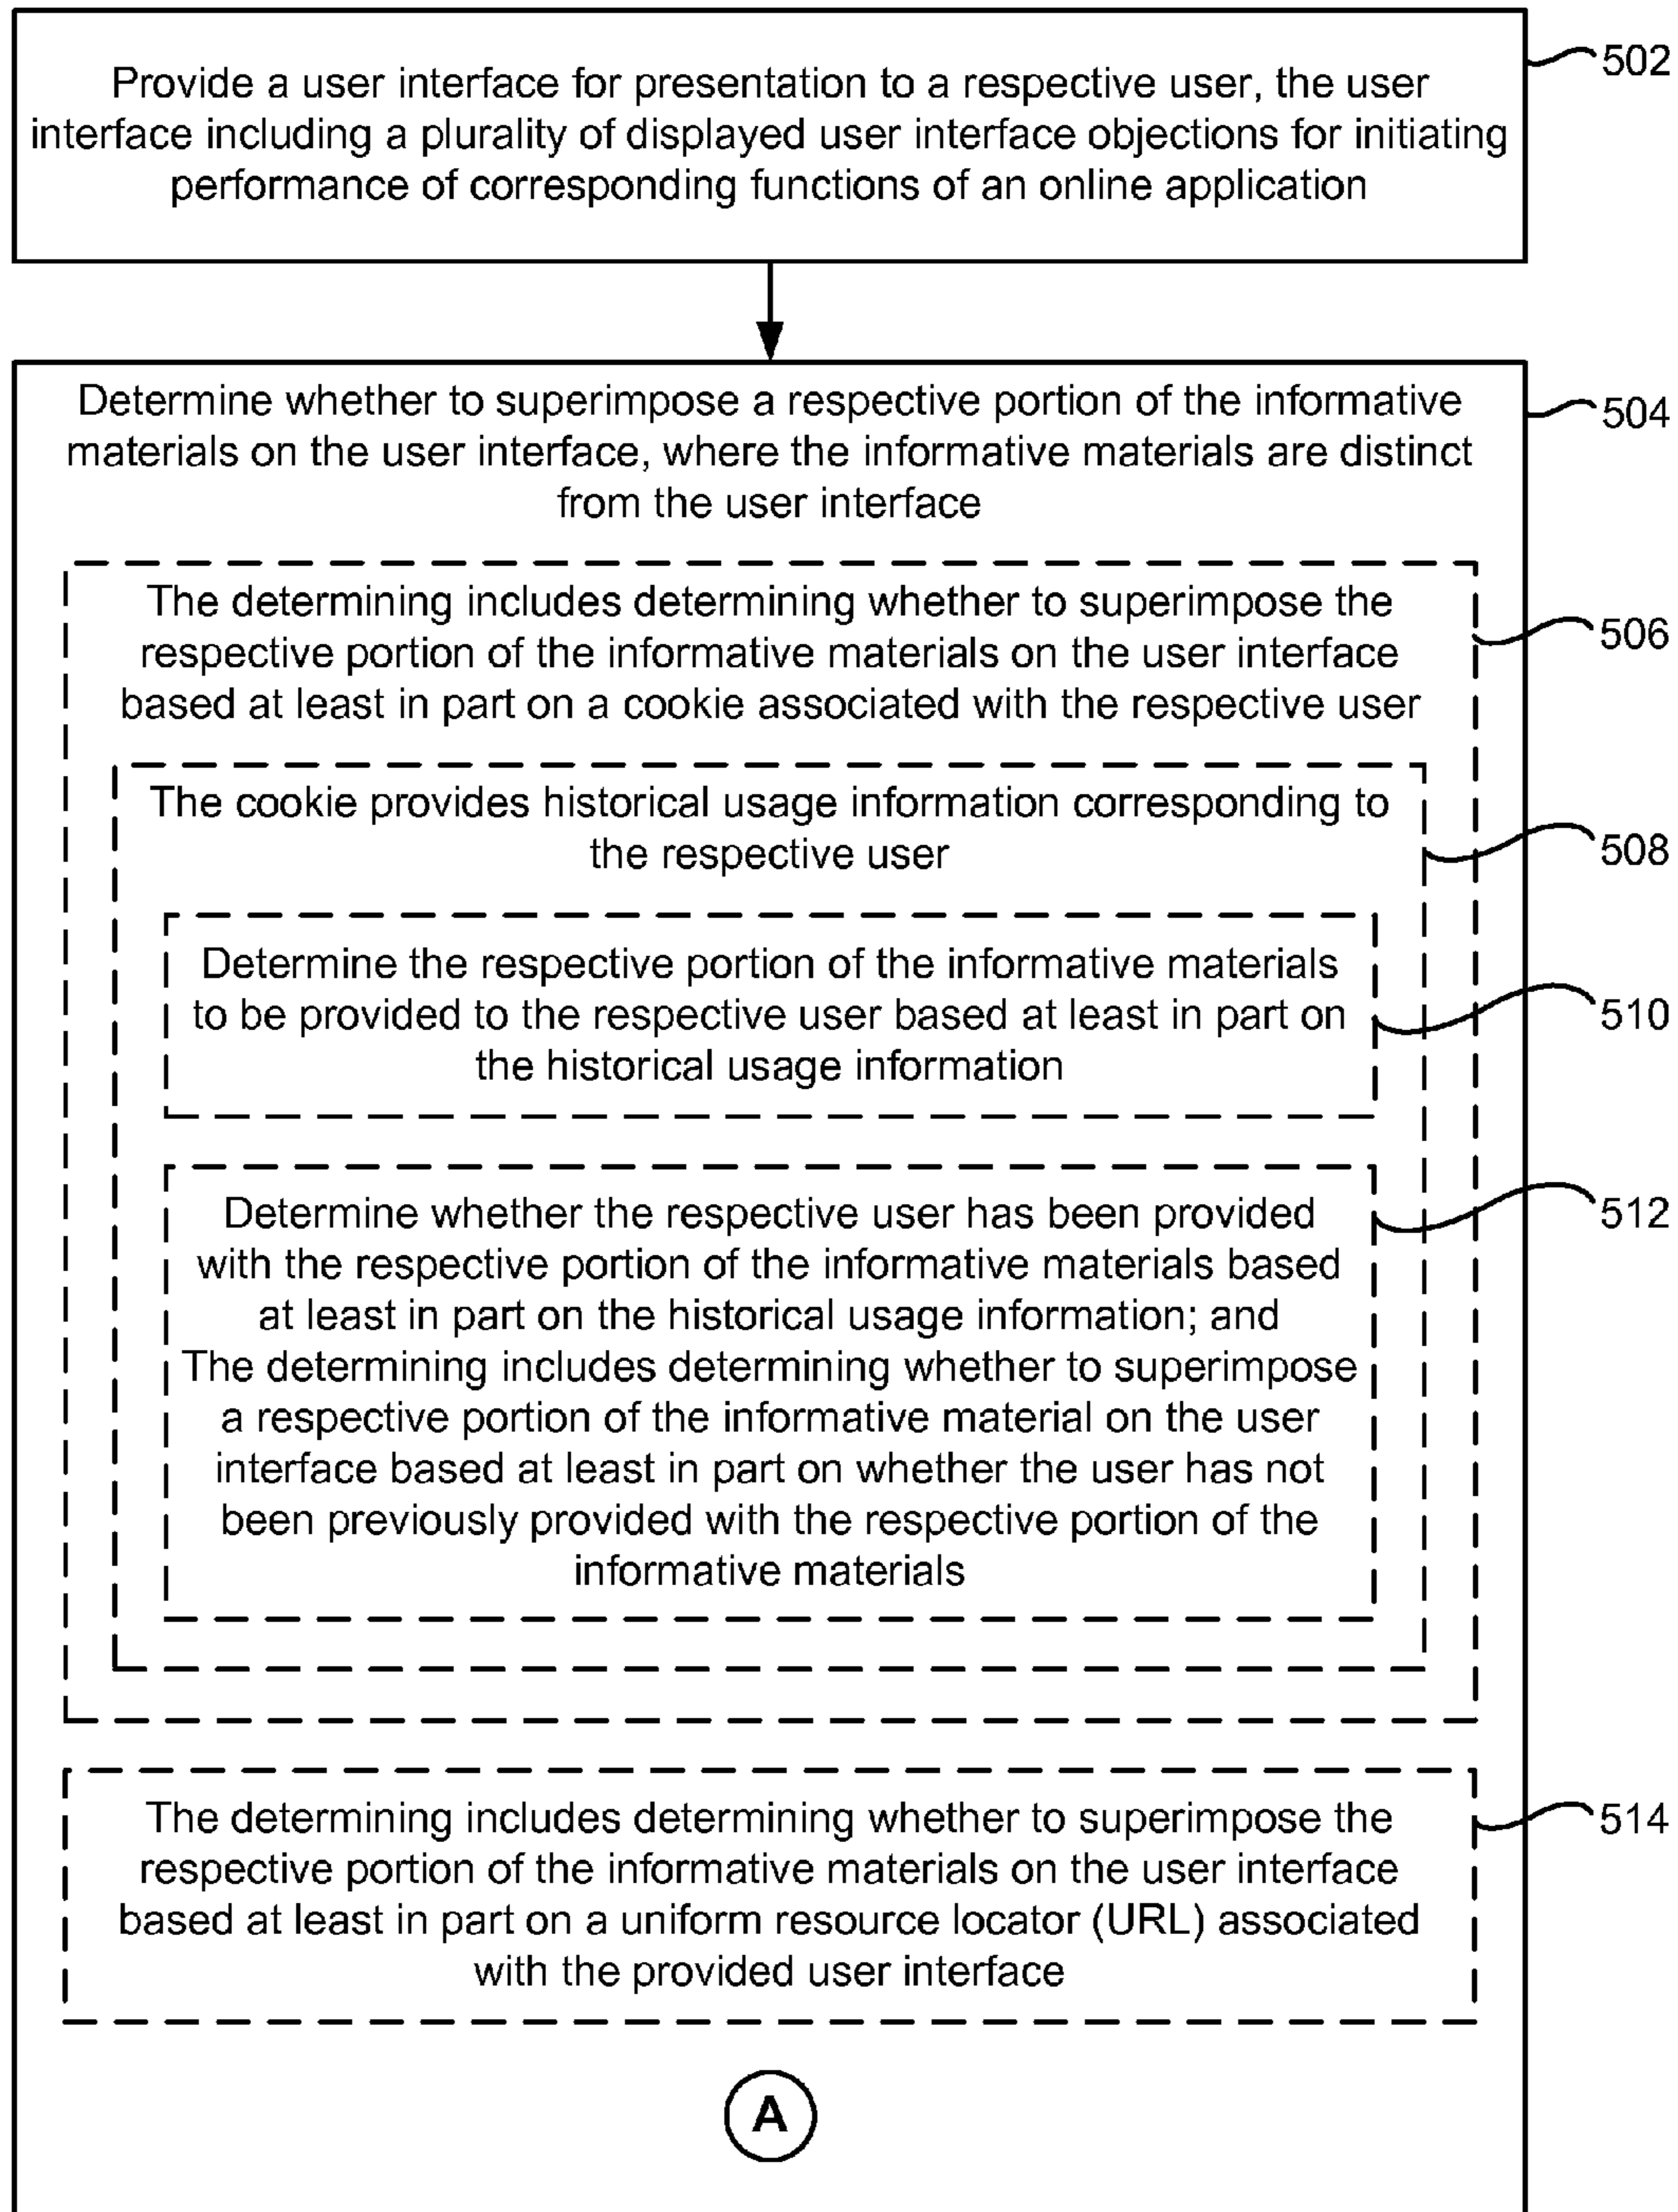 Provide a user interface for presentation to a respective user, the user
interface including a plurality of displayed user interface objections for initiating
performance of corresponding functions of an online application
502
Determine whether to superimpose a respective portion of the informative
materials on the user interface, where the informative materials are distinct
from the user interface
504
The determining includes determining whether to superimpose the
respective portion of the informative materials on the user interface
based at least in part on a cookie associated with the respective user
506
The cookie provides historical usage information corresponding to
the respective user
508
Determine the respective portion of the informative materials
to be provided to the respective user based at least in part on
the historical usage information
510
Determine whether the respective user has been provided
with the respective portion of the informative materials based
at least in part on the historical usage information; and
The determining includes determining whether to superimpose
a respective portion of the informative material on the user
interface based at least in part on whether the user has not
been previously provided with the respective portion of the
informative materials
512
The determining includes determining whether to superimpose the
respective portion of the informative materials on the user interface
based at least in part on a uniform resource locator (URL) associated
with the provided user interface
514
A